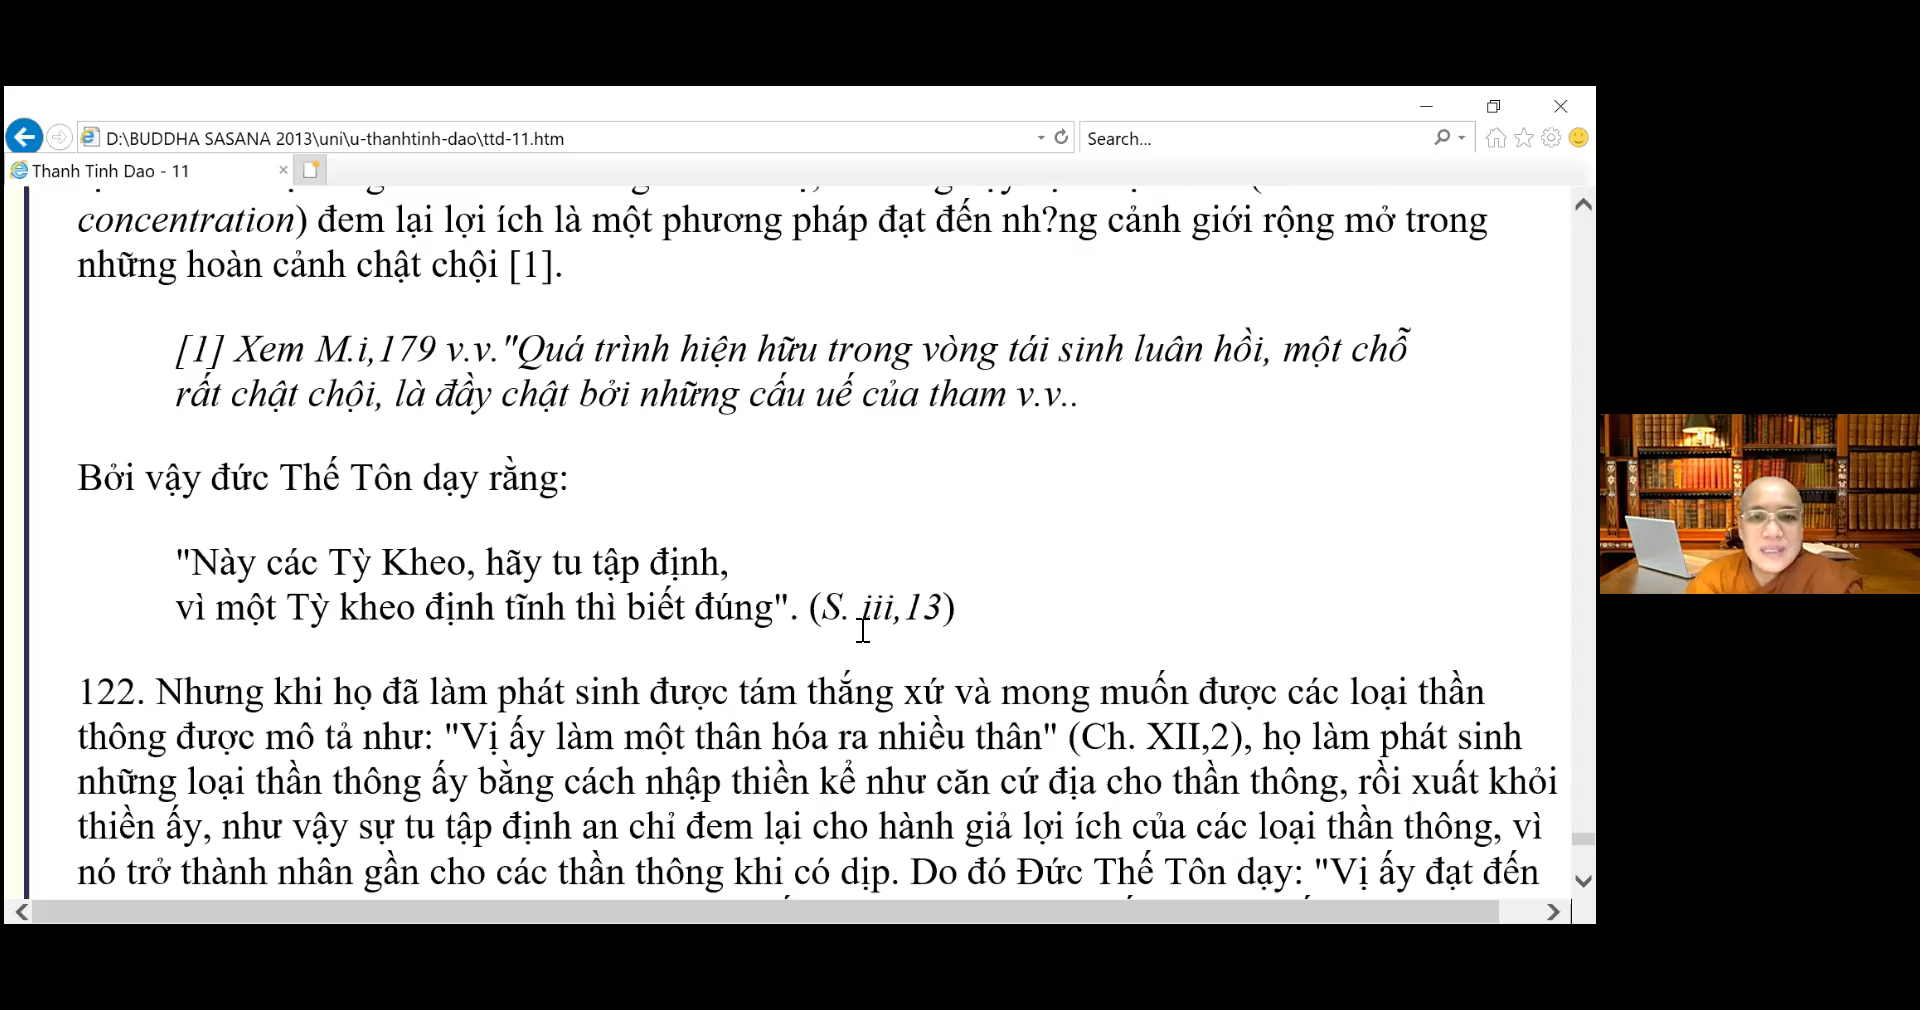 D:\BUDDHA SASANA 2013\uni\u-thanhtinh-dao\ttd-11.htm
Search...
Thanh Tinh Dao - 11
concentration) đem lại lợi ích là một phương pháp đạt đến nh?ng cảnh giới rộng mở trong
những hoàn cảnh chật chội [1].
[1] Xem M.i,179 v.v."Quá trình hiện hữu trong vòng tái sinh luân hồi, một chỗ
rất chật chội, là đầy chật bởi những cấu uế của tham v.v..
Bởi vậy đức Thế Tôn dạy rằng:
"Này các Tỳ Kheo, hãy tu tập định,
vì một Tỳ kheo định tĩnh thì biết đúng". (S. iii,13)
122. Nhưng khi họ đã làm phát sinh được tám thắng xứ và mong muốn được các loại thần
thông được mô tả như: "Vị ấy làm một thân hóa ra nhiều thân" (Ch. XII,2), họ làm phát sinh
những loại thần thông ấy bằng cách nhập thiền kể như căn cứ địa cho thần thông, rồi xuất khỏi
thiền ấy, như vậy sự tu tập định an chỉ đem lại cho hành giả lợi ích của các loại thần thông, vì
nó trở thành nhân gần cho các thần thông khi có dịp. Do đó Đức Thế Tôn dạy: "Vị ấy đạt đến